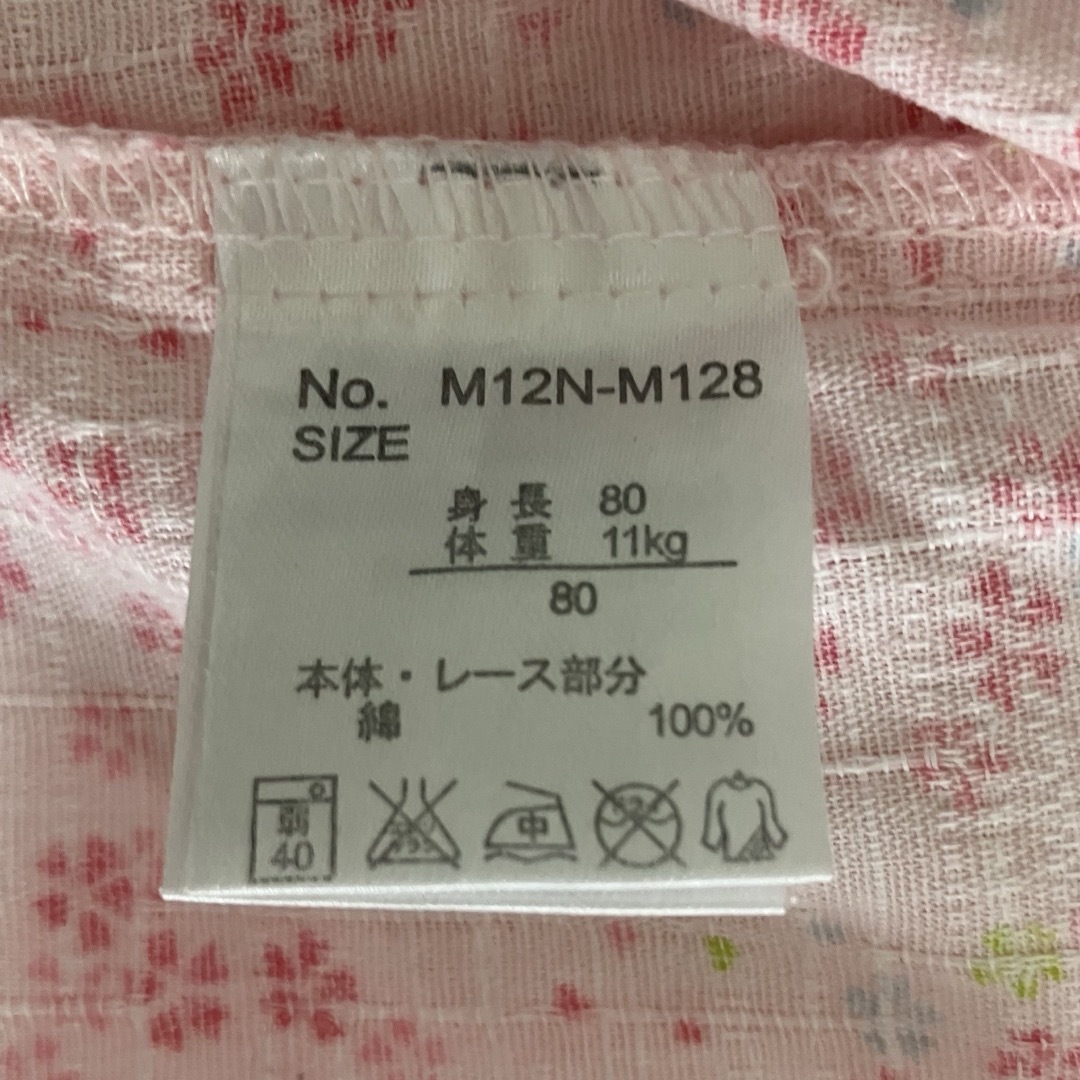 No. M12N-M128
SIZE
身長 80
体重 11kg
80
本体・レース部分
綿 100%
弱
40
中